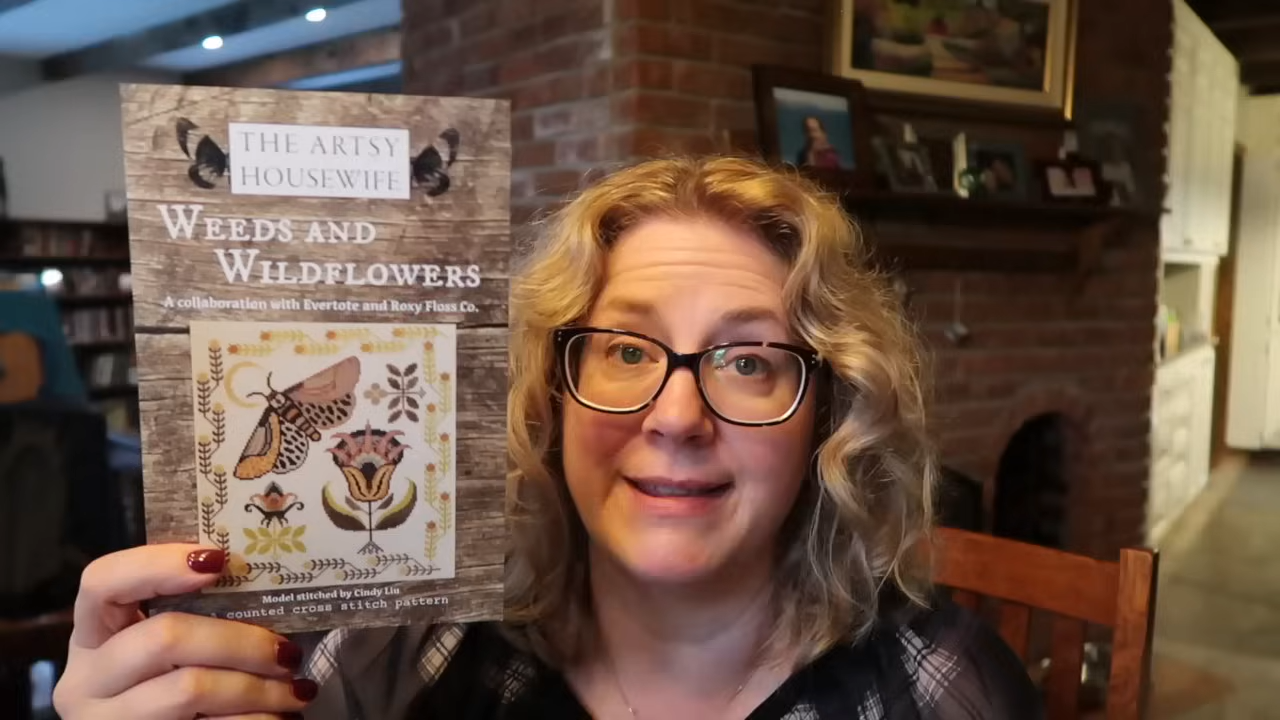 THE ARTSY
HOUSEWIFE
WEEDS AND
WILDFLOWERS
A collaboration with Evertote and Roxy Floss Co.
Model stitched by Cindy Liu
counted cross stitch pattern